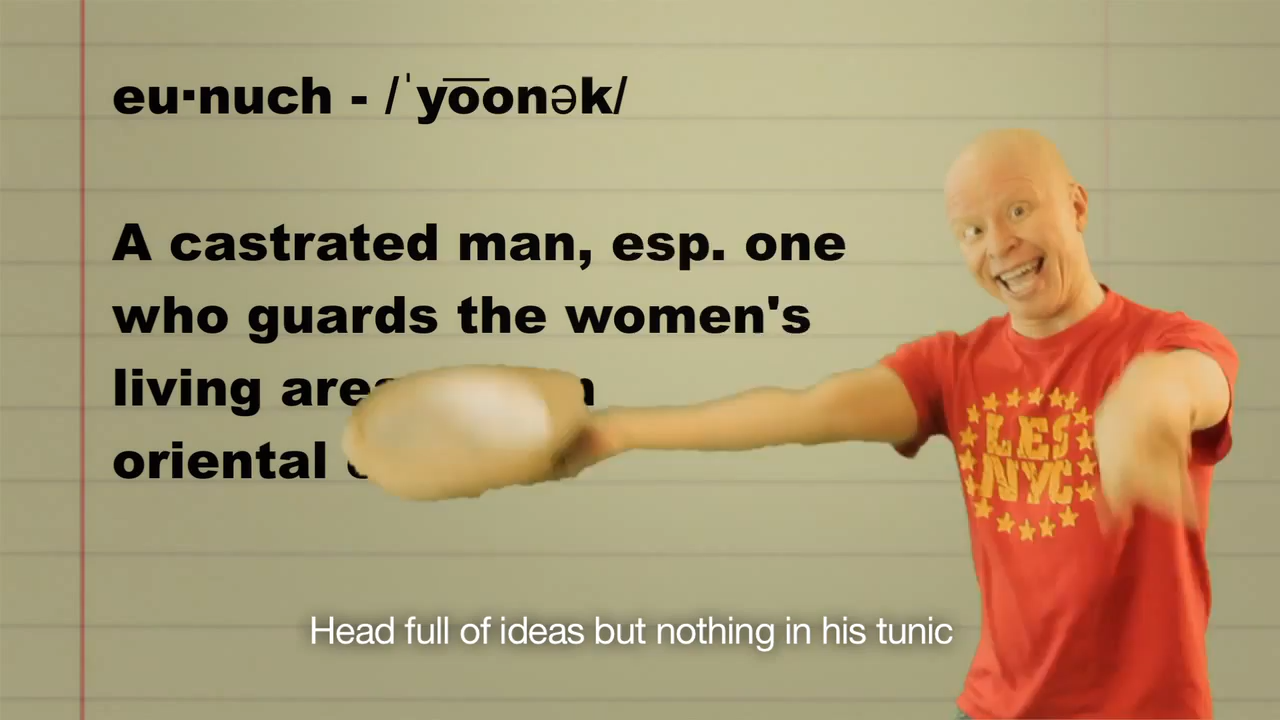 eu·nuch - /ˈyo͞onək/
A castrated man, esp. one
who guards the women's
living
oriental
LES
NYC
Head full of ideas but nothing in his tunic